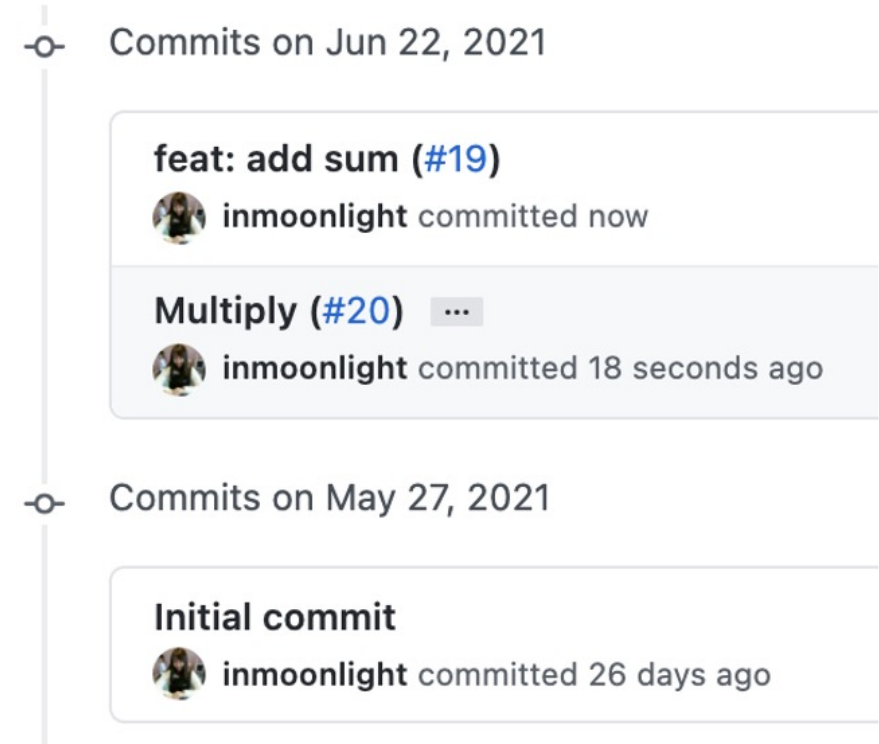 Commits on Jun 22, 2021
feat: add sum (#19)
inmoonlight committed now
Multiply (#20) ...
inmoonlight committed 18 seconds ago
Commits on May 27, 2021
Initial commit
inmoonlight committed 26 days ago